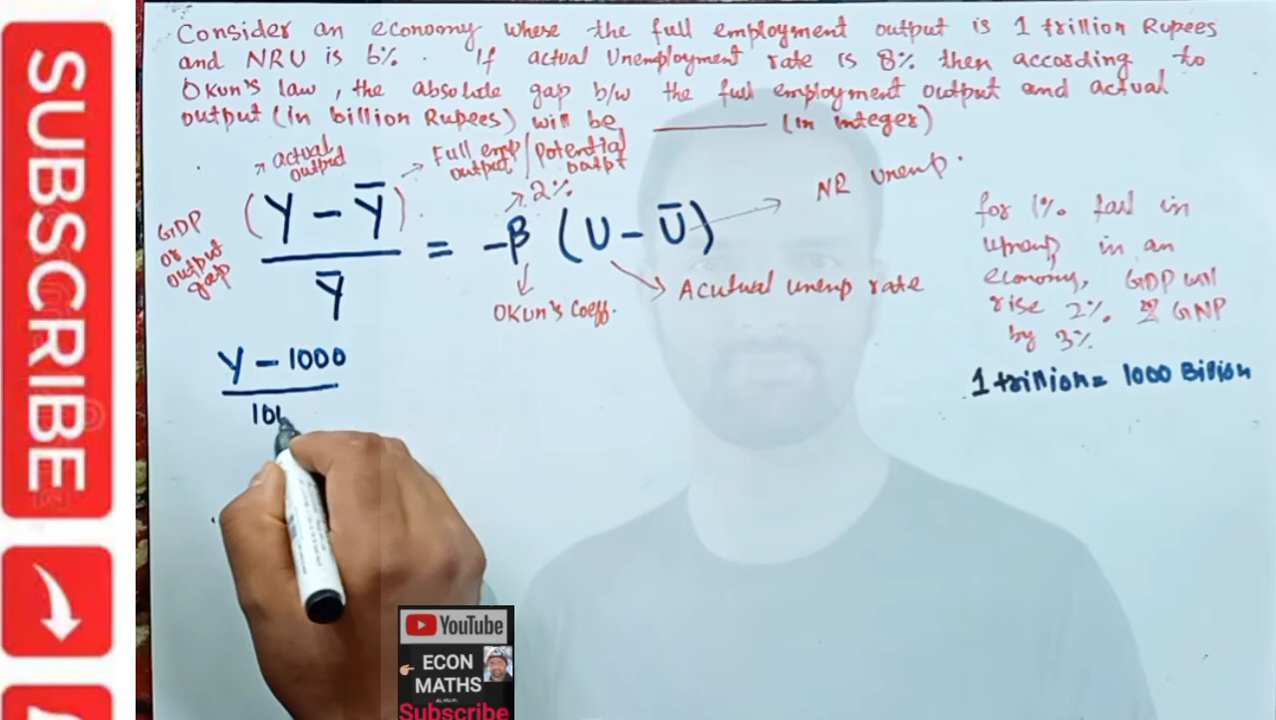 SUBSCRIBE
Consider an economy where the full employment output is 1 trillion Rupees
and NRU is 6%. If actual Unemployment rate is 8% then according to
Okun's law, the absolute gap b/w the full employment output and actual
output (in billion Rupees) will be ________ (in integer)
actual
output
Full emp / Potential
output
2%
NR Unemp.
GDP
or
output
gap
(Y - Ȳ)
Ȳ
= -β (U - Ū)
Okun's Coeff.
Acutual unemp rate
for 1%
in
in an
economy, GDP will
rise 2%, GNP
by 3%
1 trillion = 1000 Billion
Y - 1000
YouTube
ECON
MATHS
Subscribe